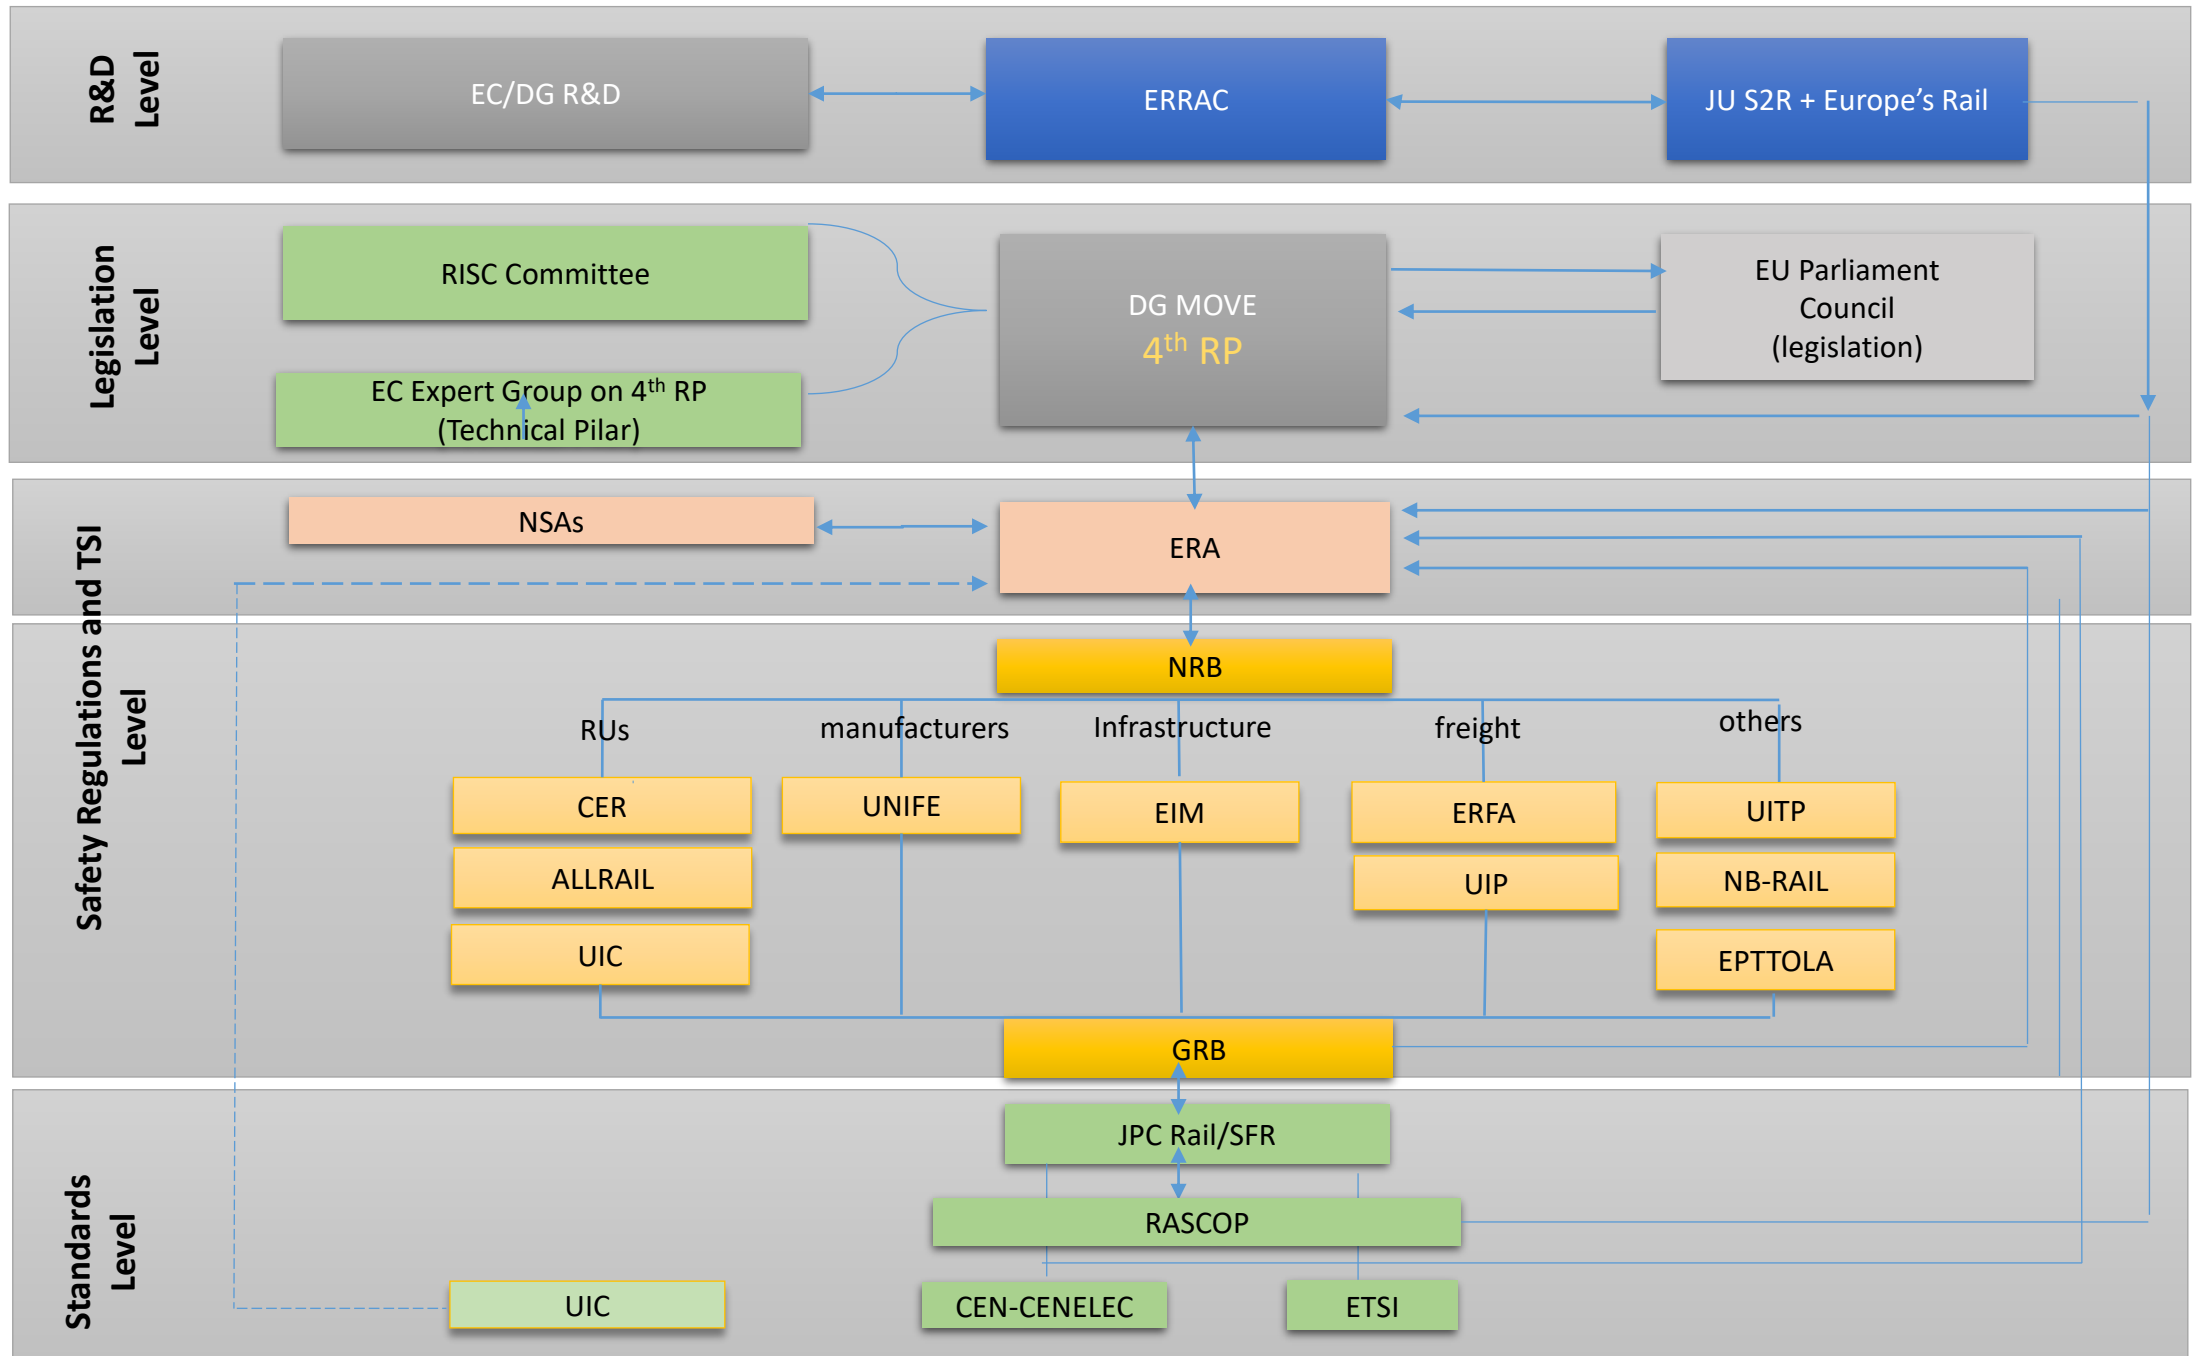 R&D
Level
EC/DG R&D
ERRAC
JU S2R + Europe’s Rail
Legislation
Level
RISC Committee
EC Expert Group on 4th RP
(Technical Pilar)
DG MOVE
4th RP
EU Parliament
Council
(legislation)
Safety Regulations and TSI
Level
NSAs
ERA
NRB
RUs
manufacturers
Infrastructure
freight
others
CER
UNIFE
EIM
ERFA
UITP
ALLRAIL
UIP
NB-RAIL
UIC
EPTTOLA
GRB
Standards
Level
JPC Rail/SFR
RASCOP
UIC
CEN-CENELEC
ETSI